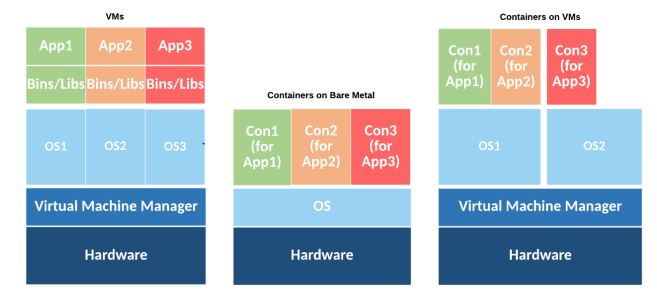 VMs
App1 App2 App3
Bins/Libs Bins/Libs Bins/Libs
OS1 OS2 OS3
Virtual Machine Manager
Hardware
Containers on Bare Metal
Con1
(for
App1)
Con2
(for
App2)
Con3
(for
App3)
OS
Hardware
Containers on VMs
Con1
(for
App1)
Con2
(for
App2)
Con3
(for
App3)
OS1 OS2
Virtual Machine Manager
Hardware